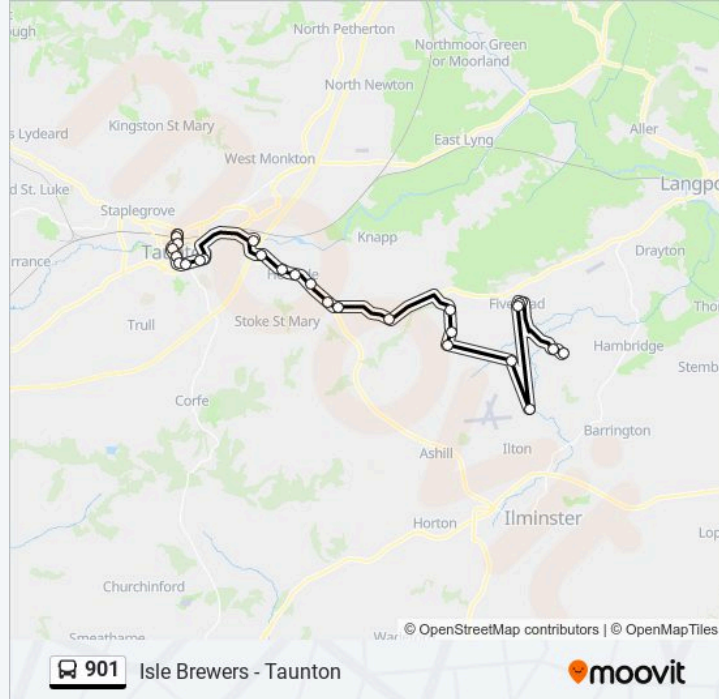 North Petherton
Northmoor Green
or Moorland
North Newton
Kingston St Mary
Aller
s Lydeard
East Lyng
West Monkton
d St. Luke
Langpo
Staplegrove
Knapp
Drayton
rrance
Fivehead
Trull
Stoke St Mary
Hambridge
Stemb
Corfe
Barrington
Ashill
Ilton
Horton
Ilminster
Churchinford
© OpenStreetMap contributors | © OpenMapTiles
901 Isle Brewers - Taunton
moovit